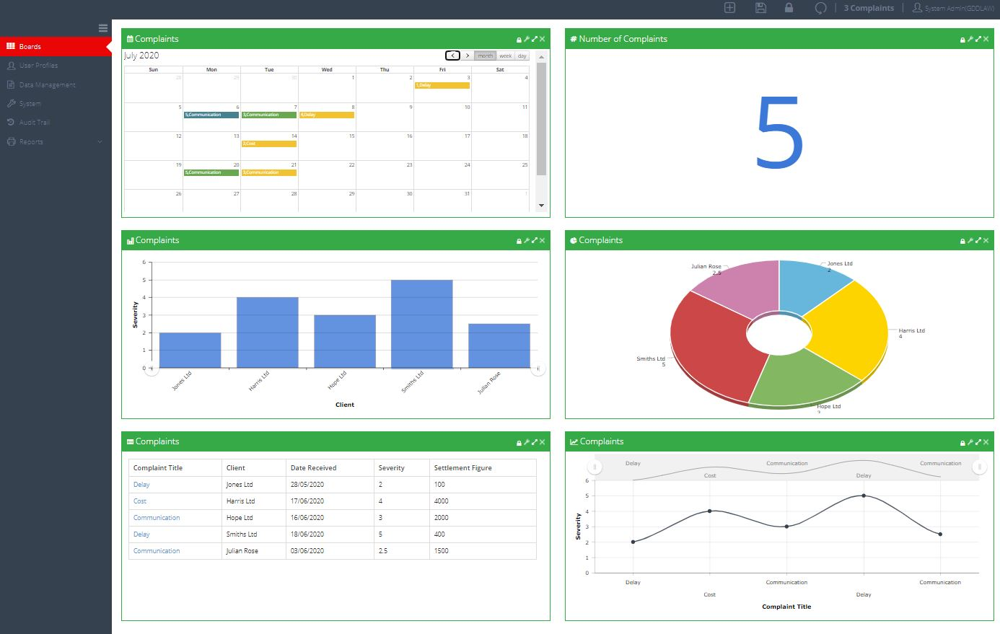 3 Complaints
System Admin(GDDLAW)
Boards
User Profiles
Data Management
System
Audit Trail
Reports
Complaints
July 2020
month week day
Sun Mon Tue Wed Thu Fri Sat
28 29 30 1 2 3 4
1,Delay
5 6 7 8 9 10 11
5,Communication 3,Communication 4,Delay
12 13 14 15 16 17 18
2,Cost
19 20 21 22 23 24 25
5,Communication 3,Communication
26 27 28 29 30 31 1
# Number of Complaints
5
Complaints
6
5
4
3
2
1
0
Severity
Jones Ltd
Harris Ltd
Hope Ltd
Smiths Ltd
Julian Rose
Client
Complaints
Julian Rose
2.5
Jones Ltd
2
Harris Ltd
4
Smiths Ltd
5
Hope Ltd
3
Complaints
Complaint Title Client Date Received Severity Settlement Figure
Delay Jones Ltd 28/05/2020 2 100
Cost Harris Ltd 17/06/2020 4 4000
Communication Hope Ltd 16/06/2020 3 2000
Delay Smiths Ltd 18/06/2020 5 400
Communication Julian Rose 03/06/2020 2.5 1500
Complaints
Delay Communication Communication
Cost Delay
6
5
4
3
2
1
0
Severity
Delay Communication Communication
Cost Delay
Complaint Title